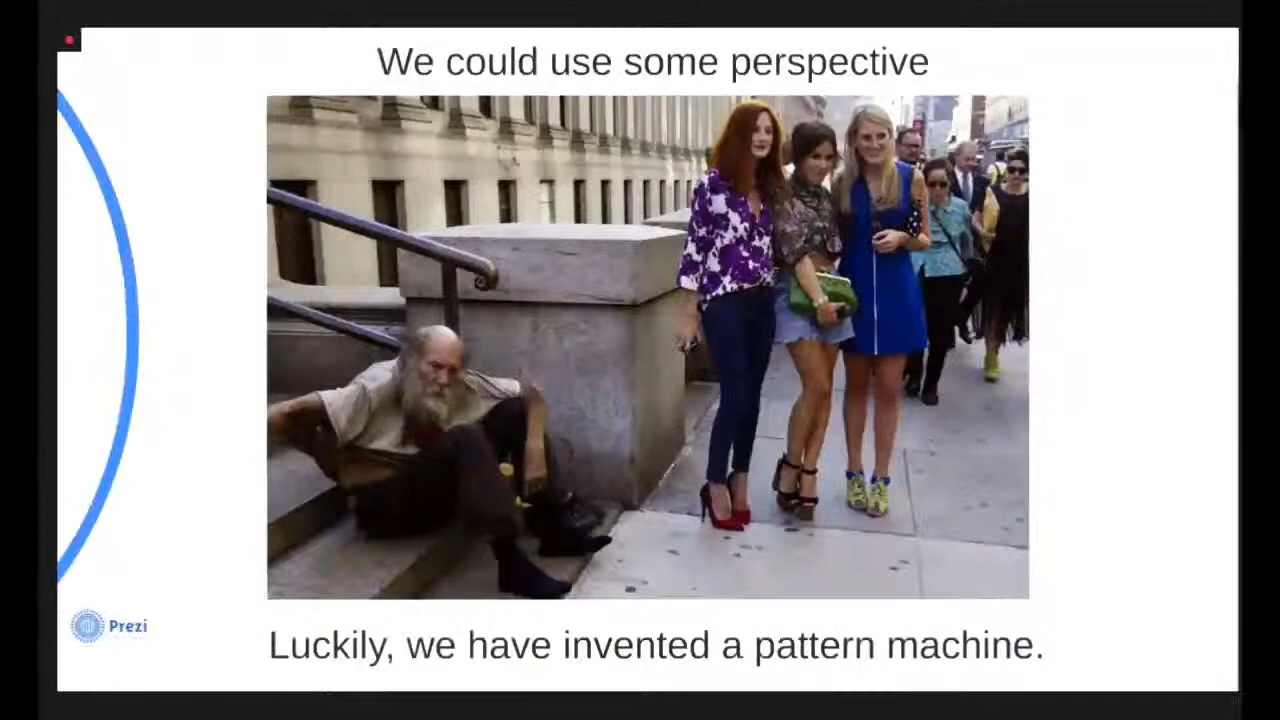 We could use some perspective
Prezi
Luckily, we have invented a pattern machine.